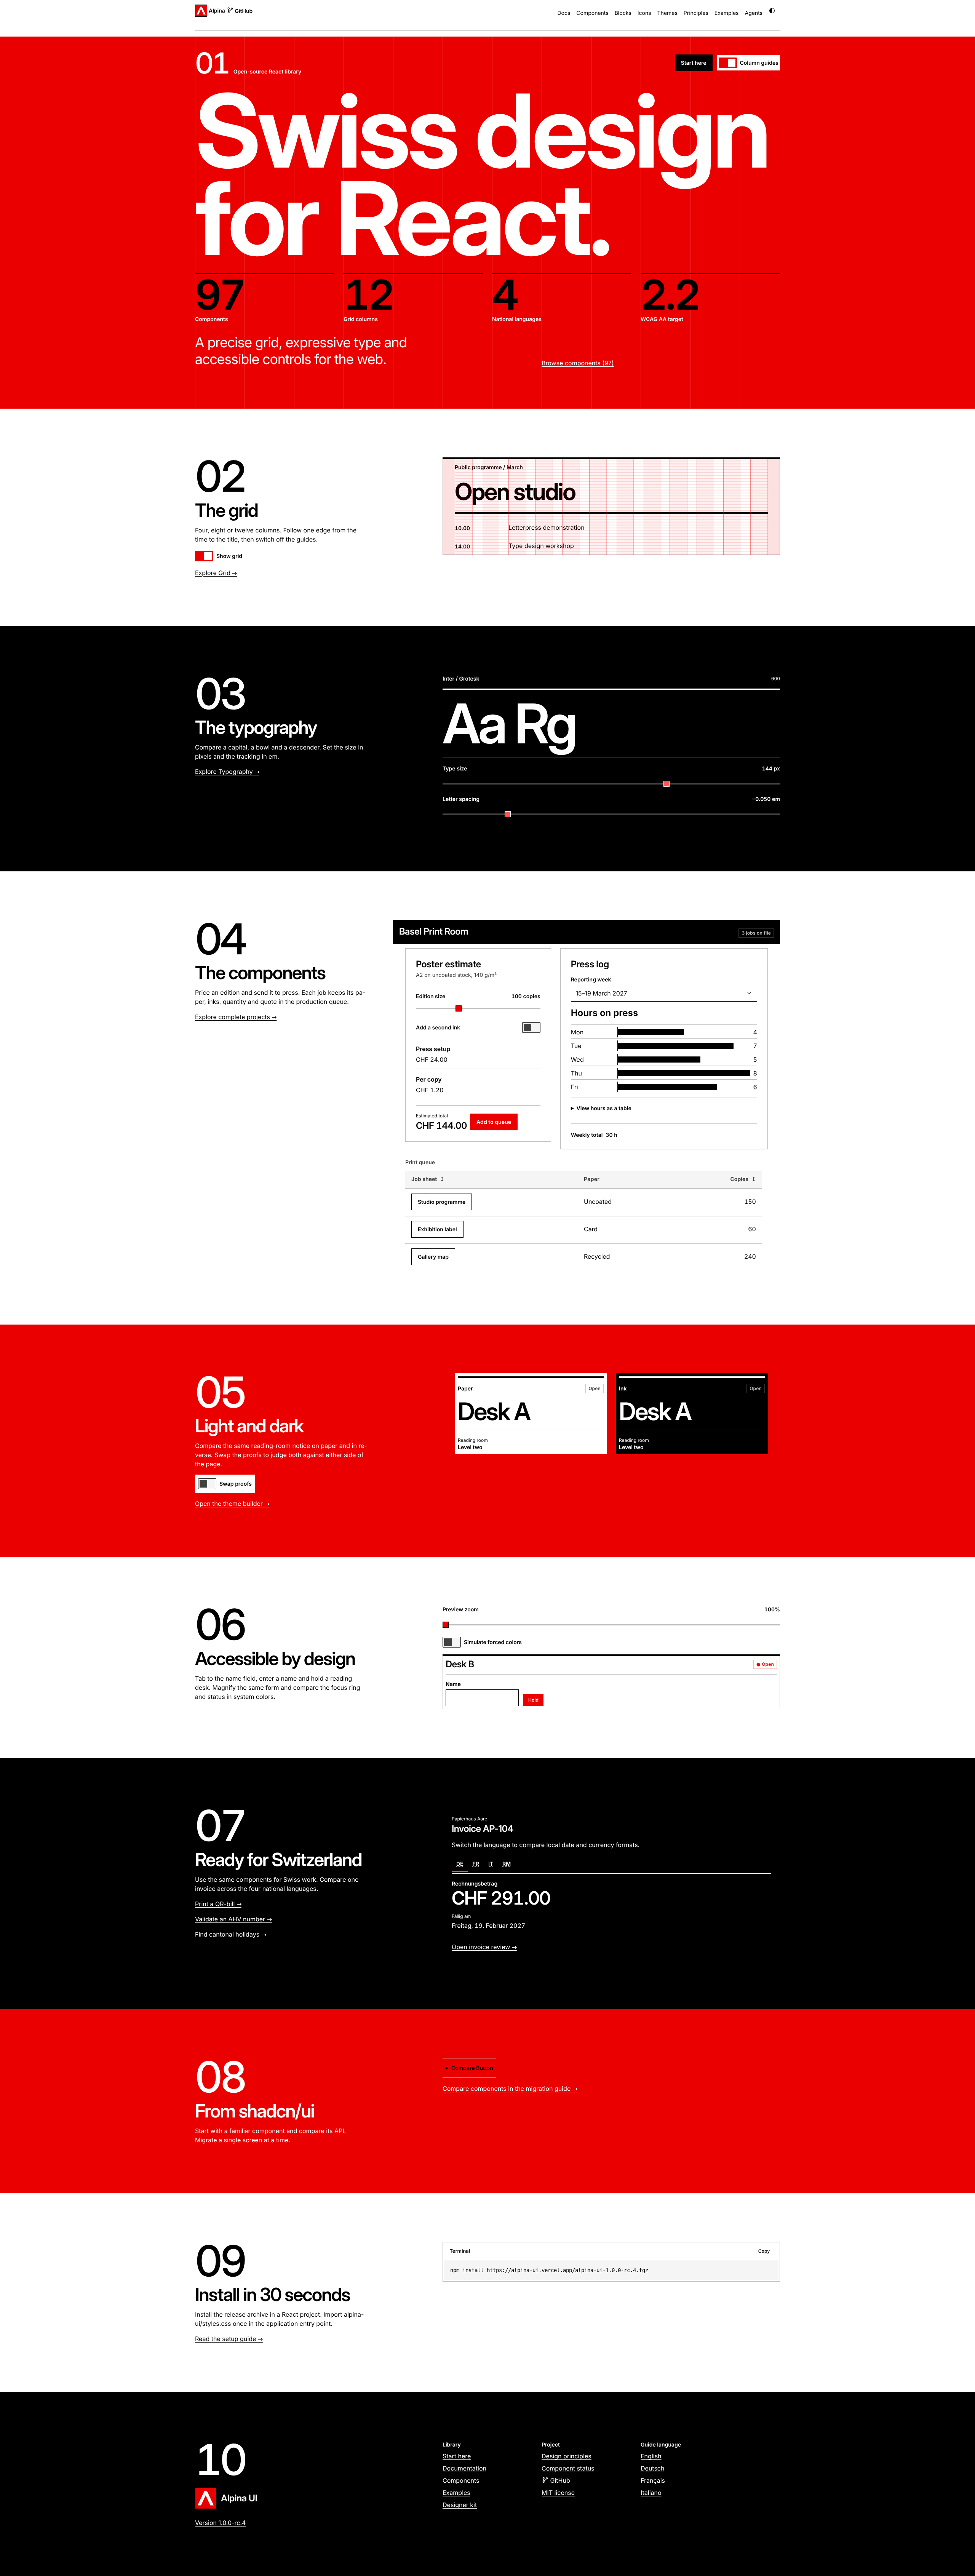 Alpina GitHub Docs Components Blocks Icons Themes Principles Examples Agents
01 Open-source React library
Start here
Column guides
Swiss design
for React.
97
Components
12
Grid columns
4
National languages
2.2
WCAG AA target
A precise grid, expressive type and
accessible controls for the web.
Browse components (97)
02
The grid
Four, eight or twelve columns. Follow one edge from the
time to the title, then switch off the guides.
Show grid
Explore Grid →
Public programme / March
Open studio
10.00 Letterpress demonstration
14.00 Type design workshop
03
The typography
Compare a capital, a bowl and a descender. Set the size in
pixels and the tracking in em.
Explore Typography →
Inter / Grotesk 600
Aa Rg
Type size 144 px
Letter spacing −0.050 em
04
The components
Price an edition and send it to press. Each job keeps its pa-
per, inks, quantity and quote in the production queue.
Explore complete projects →
Basel Print Room 3 jobs on file
Poster estimate
A2 on uncoated stock, 140 g/m²
Edition size 100 copies
Add a second ink
Press setup
CHF 24.00
Per copy
CHF 1.20
Estimated total
CHF 144.00
Add to queue
Press log
Reporting week
15–19 March 2027
Hours on press
Mon 4
Tue 7
Wed 5
Thu 8
Fri 6
View hours as a table
Weekly total 30 h
Print queue
Job sheet Paper Copies
Studio programme Uncoated 150
Exhibition label Card 60
Gallery map Recycled 240
05
Light and dark
Compare the same reading-room notice on paper and in re-
verse. Swap the proofs to judge both against either side of
the page.
Swap proofs
Open the theme builder →
Paper Open
Desk A
Reading room
Level two
Ink Open
Desk A
Reading room
Level two
06
Accessible by design
Tab to the name field, enter a name and hold a reading
desk. Magnify the same form and compare the focus ring
and status in system colors.
Preview zoom 100%
Simulate forced colors
Desk B Open
Name
Hold
07
Ready for Switzerland
Use the same components for Swiss work. Compare one
invoice across the four national languages.
Print a QR-bill →
Validate an AHV number →
Find cantonal holidays →
Papierhaus Aare
Invoice AP-104
Switch the language to compare local date and currency formats.
DE FR IT RM
Rechnungsbetrag
CHF 291.00
Fällig am
Freitag, 19. Februar 2027
Open invoice review →
08
From shadcn/ui
Start with a familiar component and compare its API.
Migrate a single screen at a time.
Compare Button
Compare components in the migration guide →
09
Install in 30 seconds
Install the release archive in a React project. Import alpina-
ui/styles.css once in the application entry point.
Read the setup guide →
Terminal Copy
npm install https://alpina-ui.vercel.app/alpina-ui-1.0.0-rc.4.tgz
10
Alpina UI
Version 1.0.0-rc.4
Library
Start here
Documentation
Components
Examples
Designer kit
Project
Design principles
Component status
GitHub
MIT license
Guide language
English
Deutsch
Français
Italiano